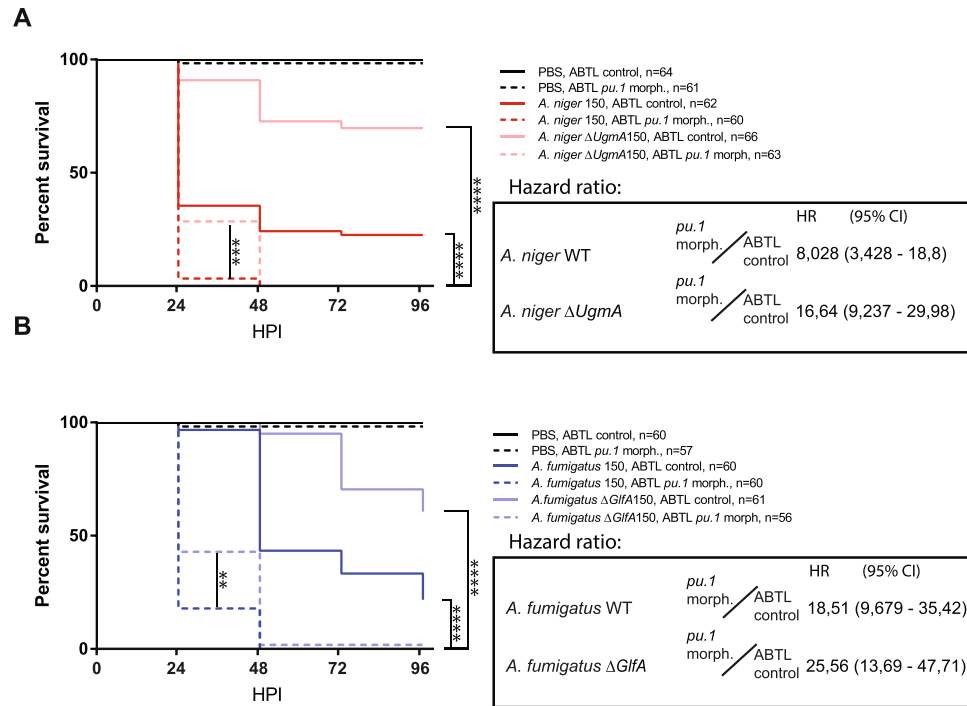 A
100
50
0
0
24
48
72
96
Percent survival
HPI
***
****
****
PBS, ABTL control, n=64
PBS, ABTL pu.1 morph., n=61
A. niger 150, ABTL control, n=62
A. niger 150, ABTL pu.1 morph., n=60
A. niger ΔUgmA150, ABTL control, n=66
A. niger ΔUgmA150, ABTL pu.1 morph, n=63
Hazard ratio:
HR (95% CI)
A. niger WT
pu.1
morph.
ABTL
control
8,028 (3,428 - 18,8)
A. niger ΔUgmA
pu.1
morph.
ABTL
control
16,64 (9,237 - 29,98)
B
100
50
0
0
24
48
72
96
Percent survival
HPI
**
****
****
PBS, ABTL control, n=60
PBS, ABTL pu.1 morph., n=57
A. fumigatus 150, ABTL control, n=60
A. fumigatus 150, ABTL pu.1 morph., n=60
A.fumigatus ΔGlfA150, ABTL control, n=61
A. fumigatus ΔGlfA150, ABTL pu.1 morph, n=56
Hazard ratio:
HR (95% CI)
A. fumigatus WT
pu.1
morph.
ABTL
control
18,51 (9,679 - 35,42)
A. fumigatus ΔGlfA
pu.1
morph.
ABTL
control
25,56 (13,69 - 47,71)